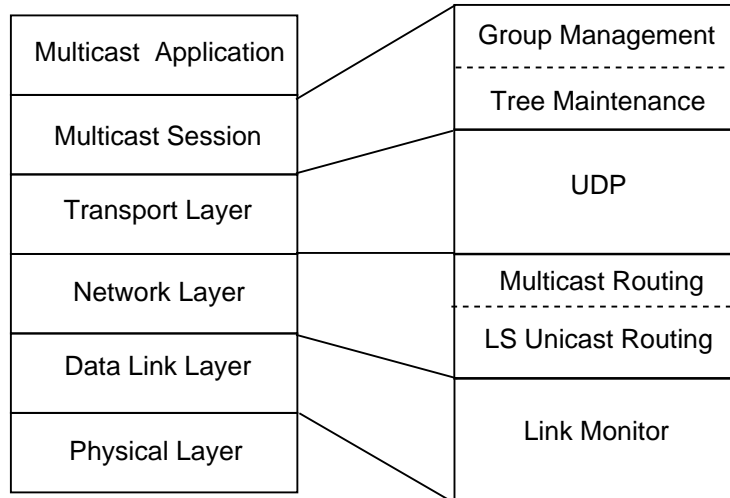 Multicast Application
Multicast Session
Transport Layer
Network Layer
Data Link Layer
Physical Layer
Group Management
Tree Maintenance
UDP
Multicast Routing
LS Unicast Routing
Link Monitor